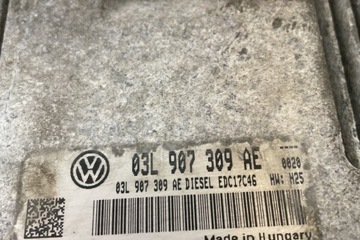 03L 907 309 AE ----
0020
03L 907 309 AE DIESEL EDC17C46 HW: H25
Made in Hungary